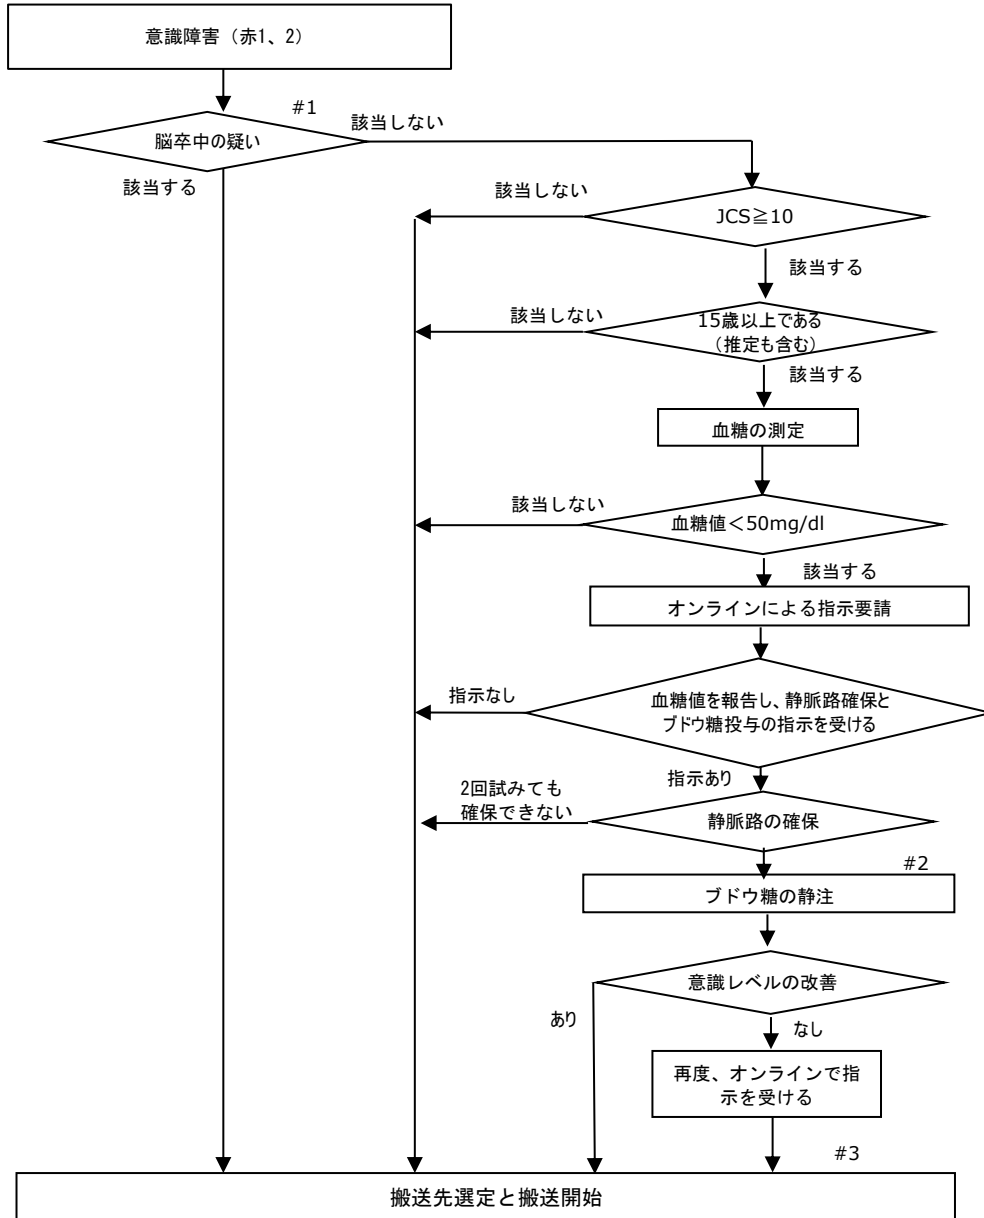 意識障害（赤1、2）
#1
脳卒中の疑い
該当しない
該当する
該当しない
JCS≧10
該当する
該当しない
15歳以上である
（推定も含む）
該当する
血糖の測定
該当しない
血糖値＜50mg/dl
該当する
オンラインによる指示要請
指示なし
血糖値を報告し、静脈路確保と
ブドウ糖投与の指示を受ける
指示あり
2回試みても
確保できない
静脈路の確保
#2
ブドウ糖の静注
意識レベルの改善
あり
なし
再度、オンラインで指
示を受ける
#3
搬送先選定と搬送開始